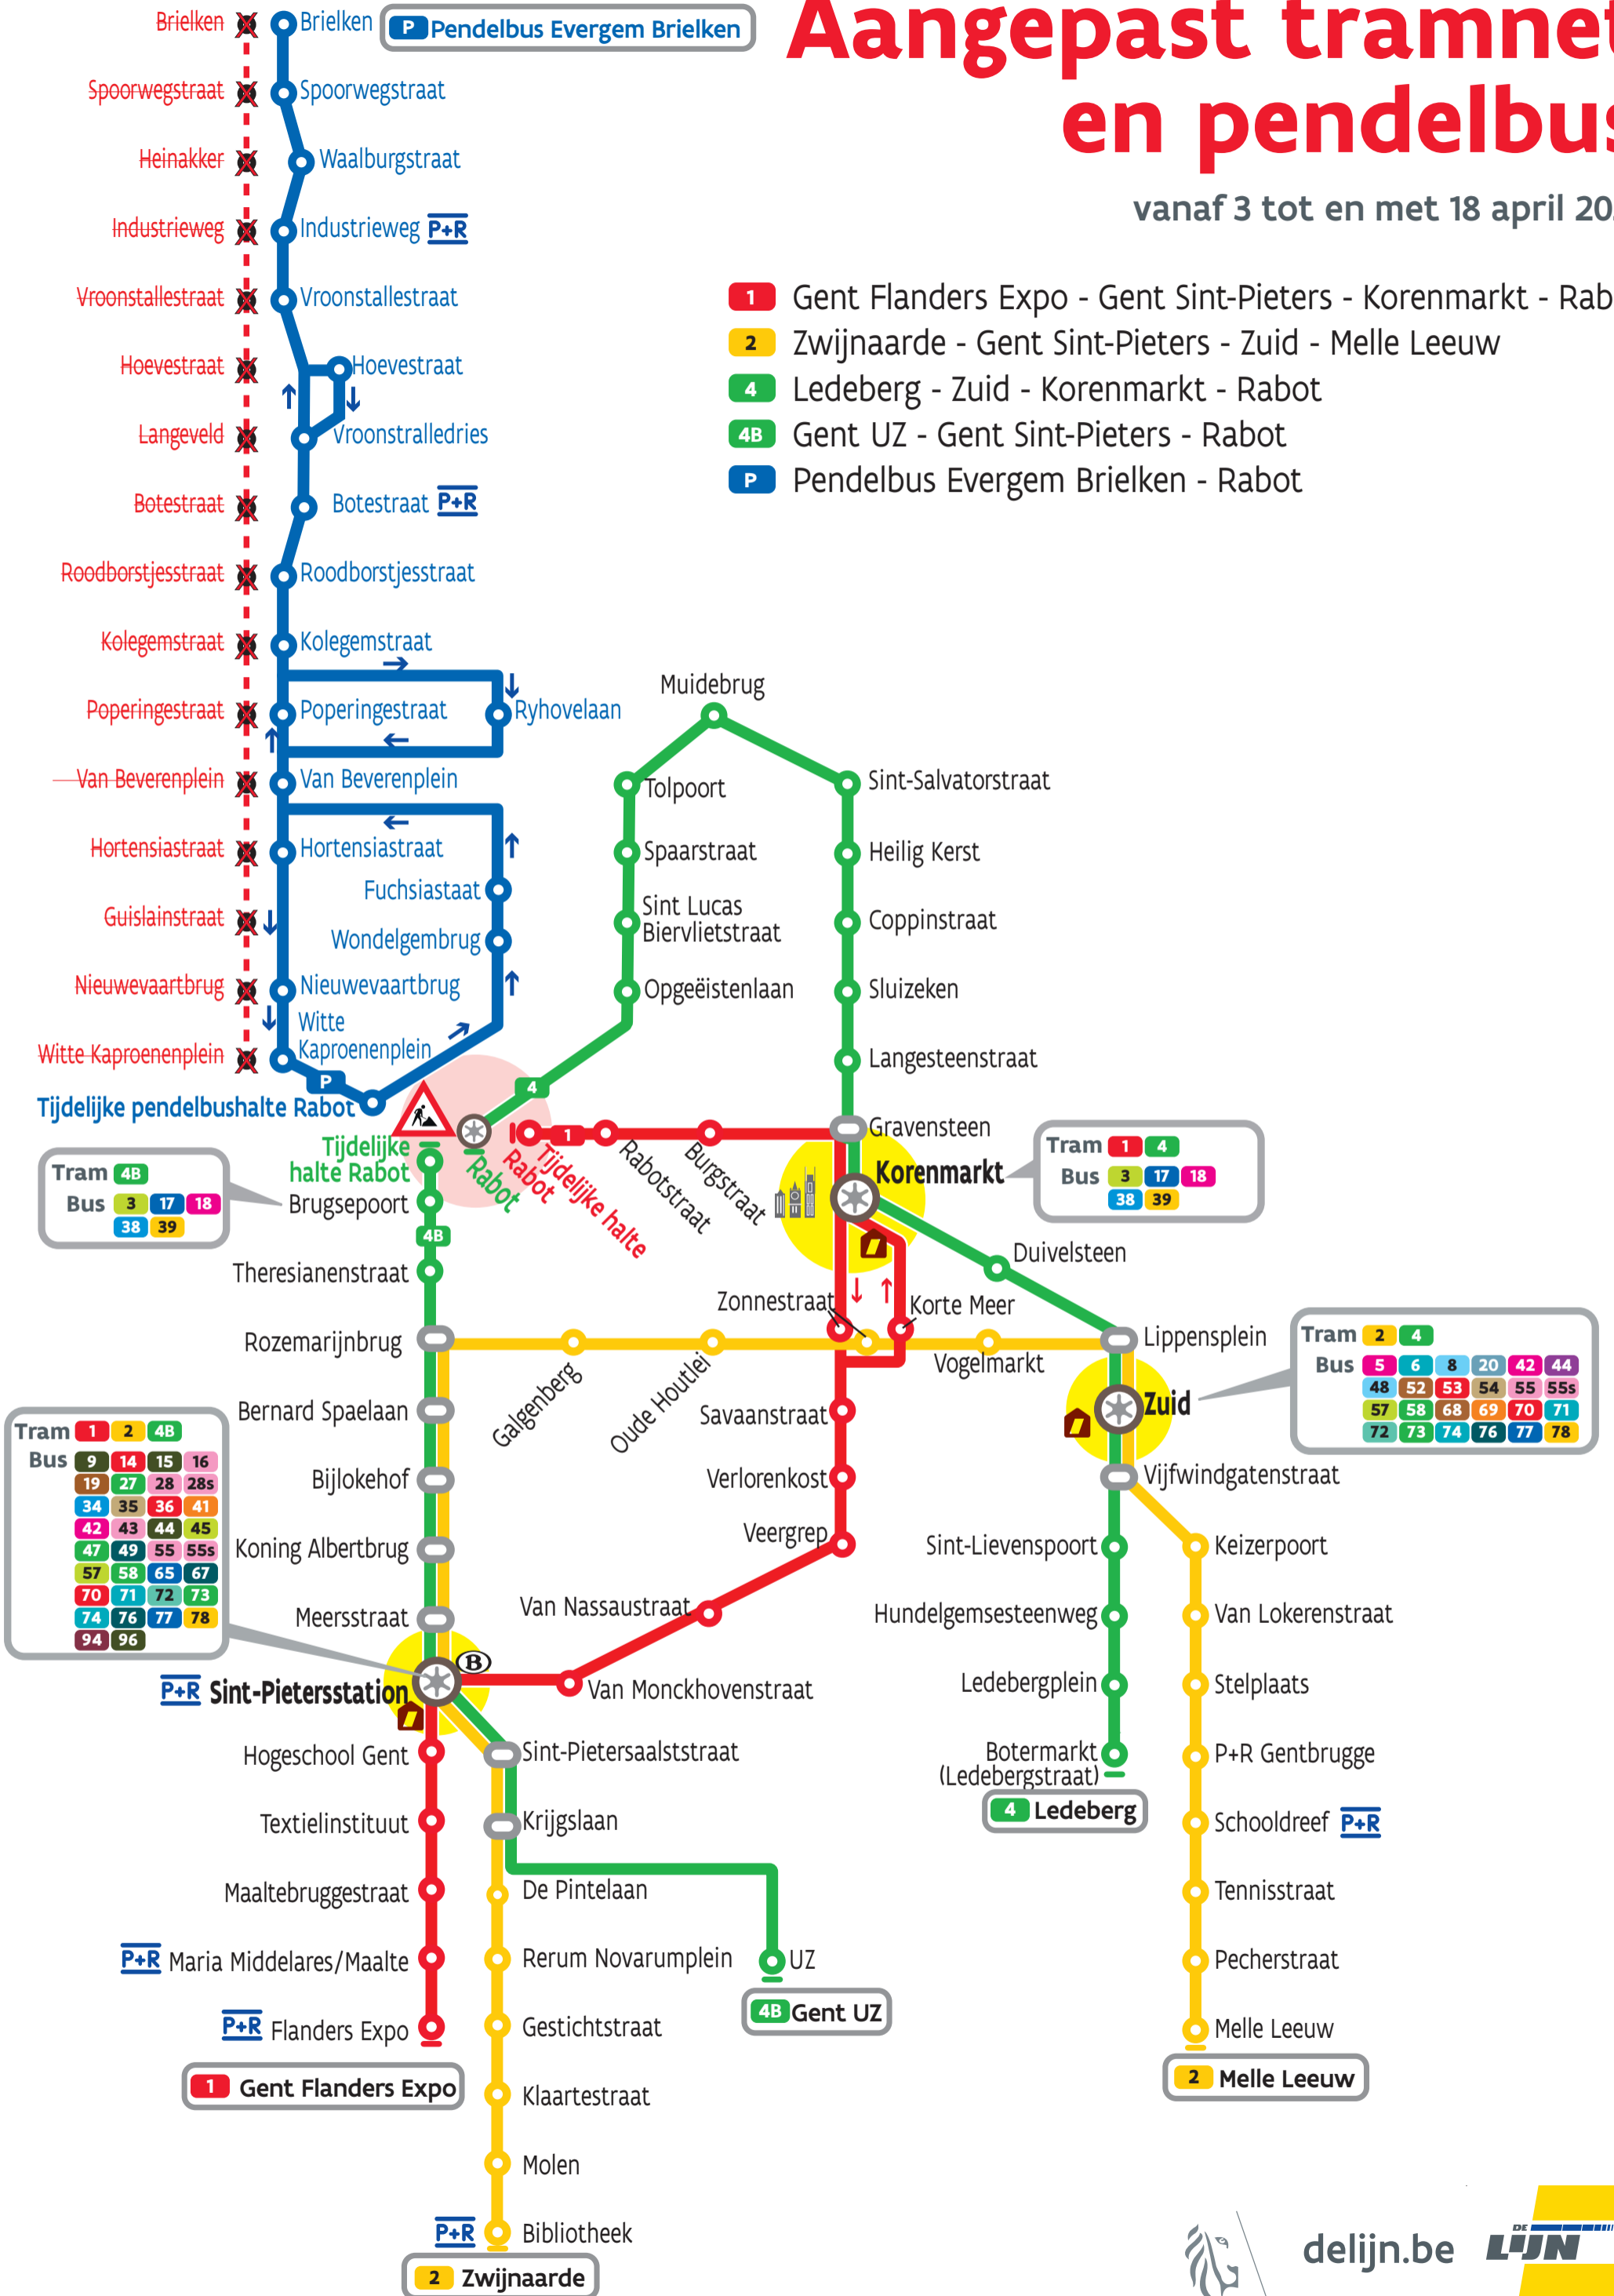 Aangepast tramnet
en pendelbus
vanaf 3 tot en met 18 april 20
1 Gent Flanders Expo - Gent Sint-Pieters - Korenmarkt - Rab
2 Zwijnaarde - Gent Sint-Pieters - Zuid - Melle Leeuw
4 Ledeberg - Zuid - Korenmarkt - Rabot
4B Gent UZ - Gent Sint-Pieters - Rabot
P Pendelbus Evergem Brielken - Rabot
P Pendelbus Evergem Brielken
Brielken Brielken
Spoorwegstraat Spoorwegstraat
Heinakker Waalburgstraat
Industrieweg Industrieweg P+R
Vroonstallestraat Vroonstallestraat
Hoevestraat Hoevestraat
Langeveld Vroonstralledries
Botestraat Botestraat P+R
Roodborstjesstraat Roodborstjesstraat
Kolegemstraat Kolegemstraat
Poperingestraat Poperingestraat Ryhovelaan
Van Beverenplein Van Beverenplein
Hortensiastraat Hortensiastraat
Fuchsiastaat
Guislainstraat
Wondelgembrug
Nieuwevaartbrug Nieuwevaartbrug
Witte Kaproenenplein
Witte
Kaproenenplein
P
Tijdelijke pendelbushalte Rabot
Muidebrug
Tolpoort
Spaarstraat
Sint Lucas
Biervlietstraat
Opgeëistenlaan
4
Sint-Salvatorstraat
Heilig Kerst
Coppinstraat
Sluizeken
Langesteenstraat
Gravensteen
Korenmarkt
Tram 1 4
Bus 3 17 18
38 39
Tijdelijke
halte Rabot
Rabot
Tijdelijke halte
Rabot
1
Rabotstraat
Burgstraat
Tram 4B
Bus 3 17 18
38 39
Brugsepoort
4B
Theresianenstraat
Rozemarijnbrug
Bernard Spaelaan
Bijlokehof
Koning Albertbrug
Meersstraat
Galgenberg
Oude Houtlei
Zonnestraat
Korte Meer
Vogelmarkt
Duivelsteen
Lippensplein
Zuid
Vijfwindgatenstraat
Tram 2 4
Bus 5 6 8 20 42 44
48 52 53 54 55 55s
57 58 68 69 70 71
72 73 74 76 77 78
Savaanstraat
Verlorenkost
Veergrep
Van Nassaustraat
Van Monckhovenstraat
Tram 1 2 4B
Bus 9 14 15 16
19 27 28 28s
34 35 36 41
42 43 44 45
47 49 55 55s
57 58 65 67
70 71 72 73
74 76 77 78
94 96
B
P+R Sint-Pietersstation
Hogeschool Gent
Textielinstituut
Maaltebruggestraat
P+R Maria Middelares/Maalte
P+R Flanders Expo
1 Gent Flanders Expo
Sint-Pietersaalststraat
Krijgslaan
De Pintelaan
Rerum Novarumplein
Gestichtstraat
Klaartestraat
Molen
P+R Bibliotheek
2 Zwijnaarde
UZ
4B Gent UZ
Sint-Lievenspoort
Hundelgemsesteenweg
Ledebergplein
Botermarkt
(Ledebergstraat)
4 Ledeberg
Keizerpoort
Van Lokerenstraat
Stelplaats
P+R Gentbrugge
Schooldreef P+R
Tennisstraat
Pecherstraat
Melle Leeuw
2 Melle Leeuw
delijn.be
DE
LIJN